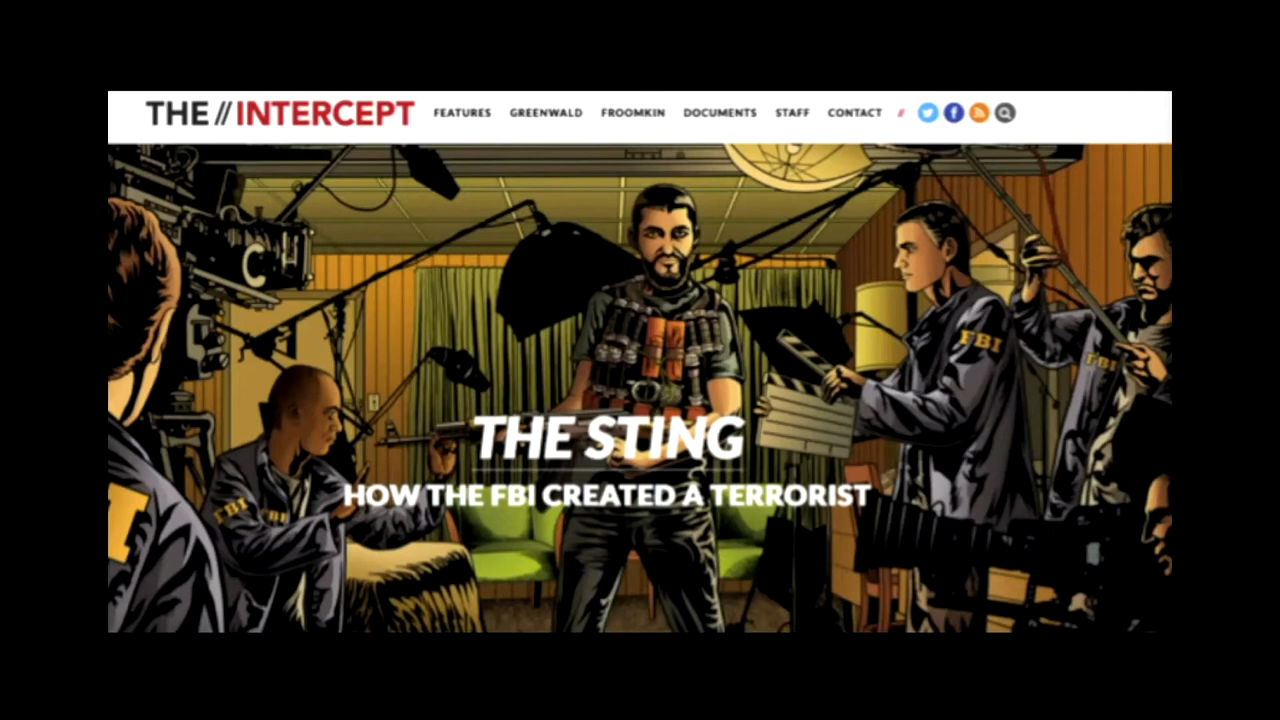 THE // INTERCEPT FEATURES GREENWALD FROOMKIN DOCUMENTS STAFF CONTACT //
FBI
FBI
THE STING
HOW THE FBI CREATED A TERRORIST
FBI
FBI